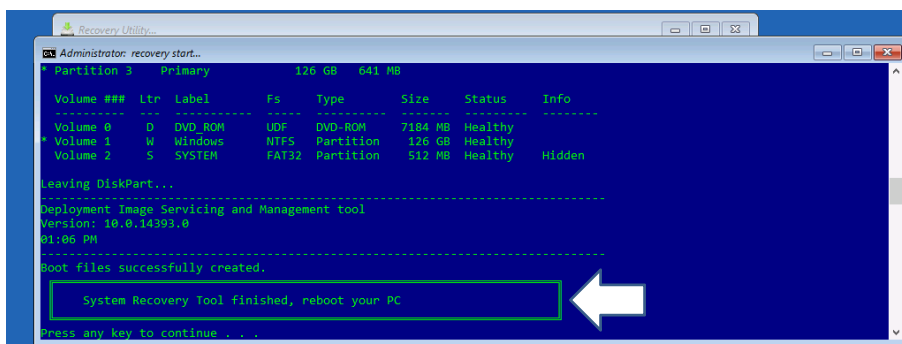 Recovery Utility...
Administrator: recovery start...
* Partition 3    Primary            126 GB   641 MB
Volume ###  Ltr  Label        Fs     Type        Size     Status     Info
----------  ---  -----------  -----  ----------  -------  ---------  --------
Volume 0     D   DVD_ROM      UDF    DVD-ROM     7184 MB  Healthy
* Volume 1     W   Windows      NTFS   Partition    126 GB  Healthy
Volume 2     S   SYSTEM       FAT32  Partition    512 MB  Healthy    Hidden
Leaving DiskPart...
Deployment Image Servicing and Management tool
Version: 10.0.14393.0
01:06 PM
Boot files successfully created.
System Recovery Tool finished, reboot your PC
Press any key to continue . . .